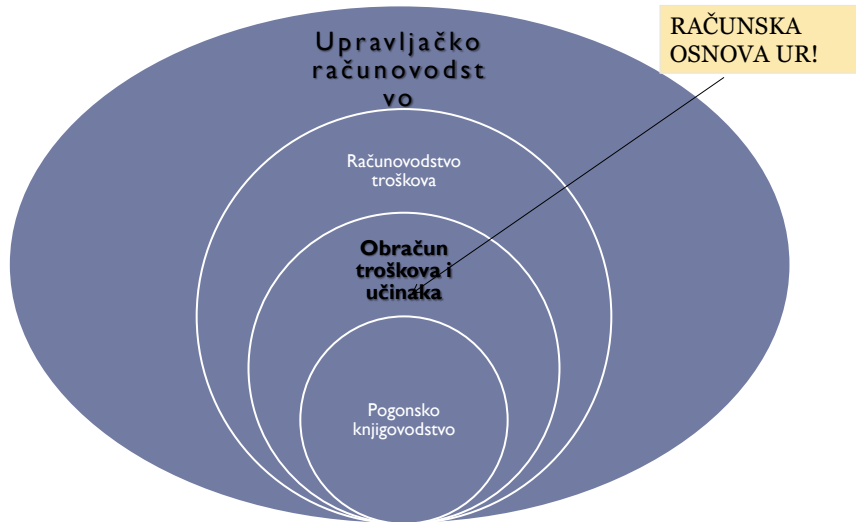 Upravljačko
računovodst
vo
RAČUNSKA
OSNOVA UR!
Računovodstvo
troškova
Obračun
troškova i
učinaka
Pogonsko
knjigovodstvo